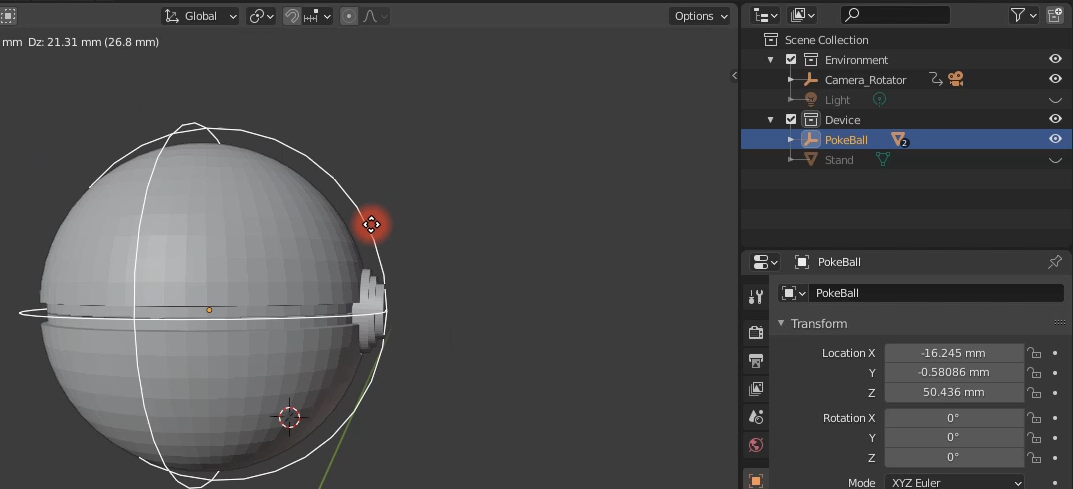 Global
Options
mm Dz: 21.31 mm (26.8 mm)
Scene Collection
Environment
Camera_Rotator
Light
Device
PokeBall
2
Stand
PokeBall
PokeBall
Transform
Location X -16.245 mm
Y -0.58086 mm
Z 50.436 mm
Rotation X 0°
Y 0°
Z 0°
Mode XYZ Euler